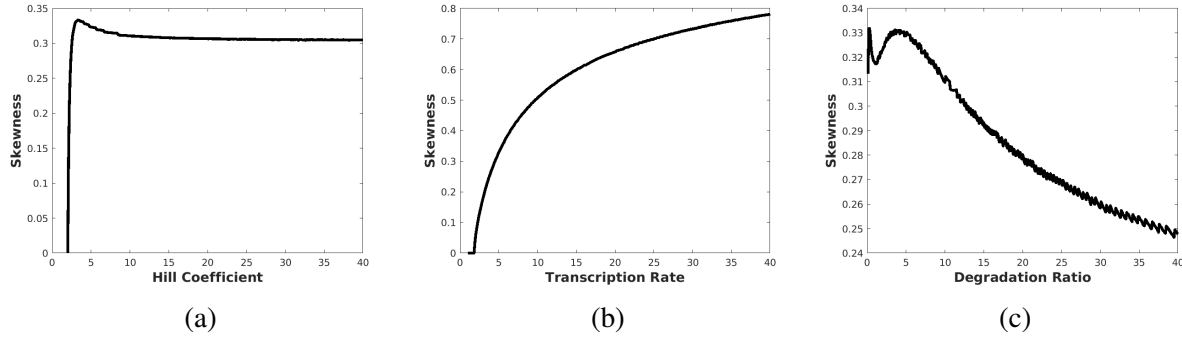 0.35
0.3
0.25
0.2
0.15
0.1
0.05
0
0 5 10 15 20 25 30 35 40
Skewness
Hill Coefficient
(a)
0.8
0.7
0.6
0.5
0.4
0.3
0.2
0.1
0
0 5 10 15 20 25 30 35 40
Skewness
Transcription Rate
(b)
0.34
0.33
0.32
0.31
0.3
0.29
0.28
0.27
0.26
0.25
0.24
0 5 10 15 20 25 30 35 40
Skewness
Degradation Ratio
(c)